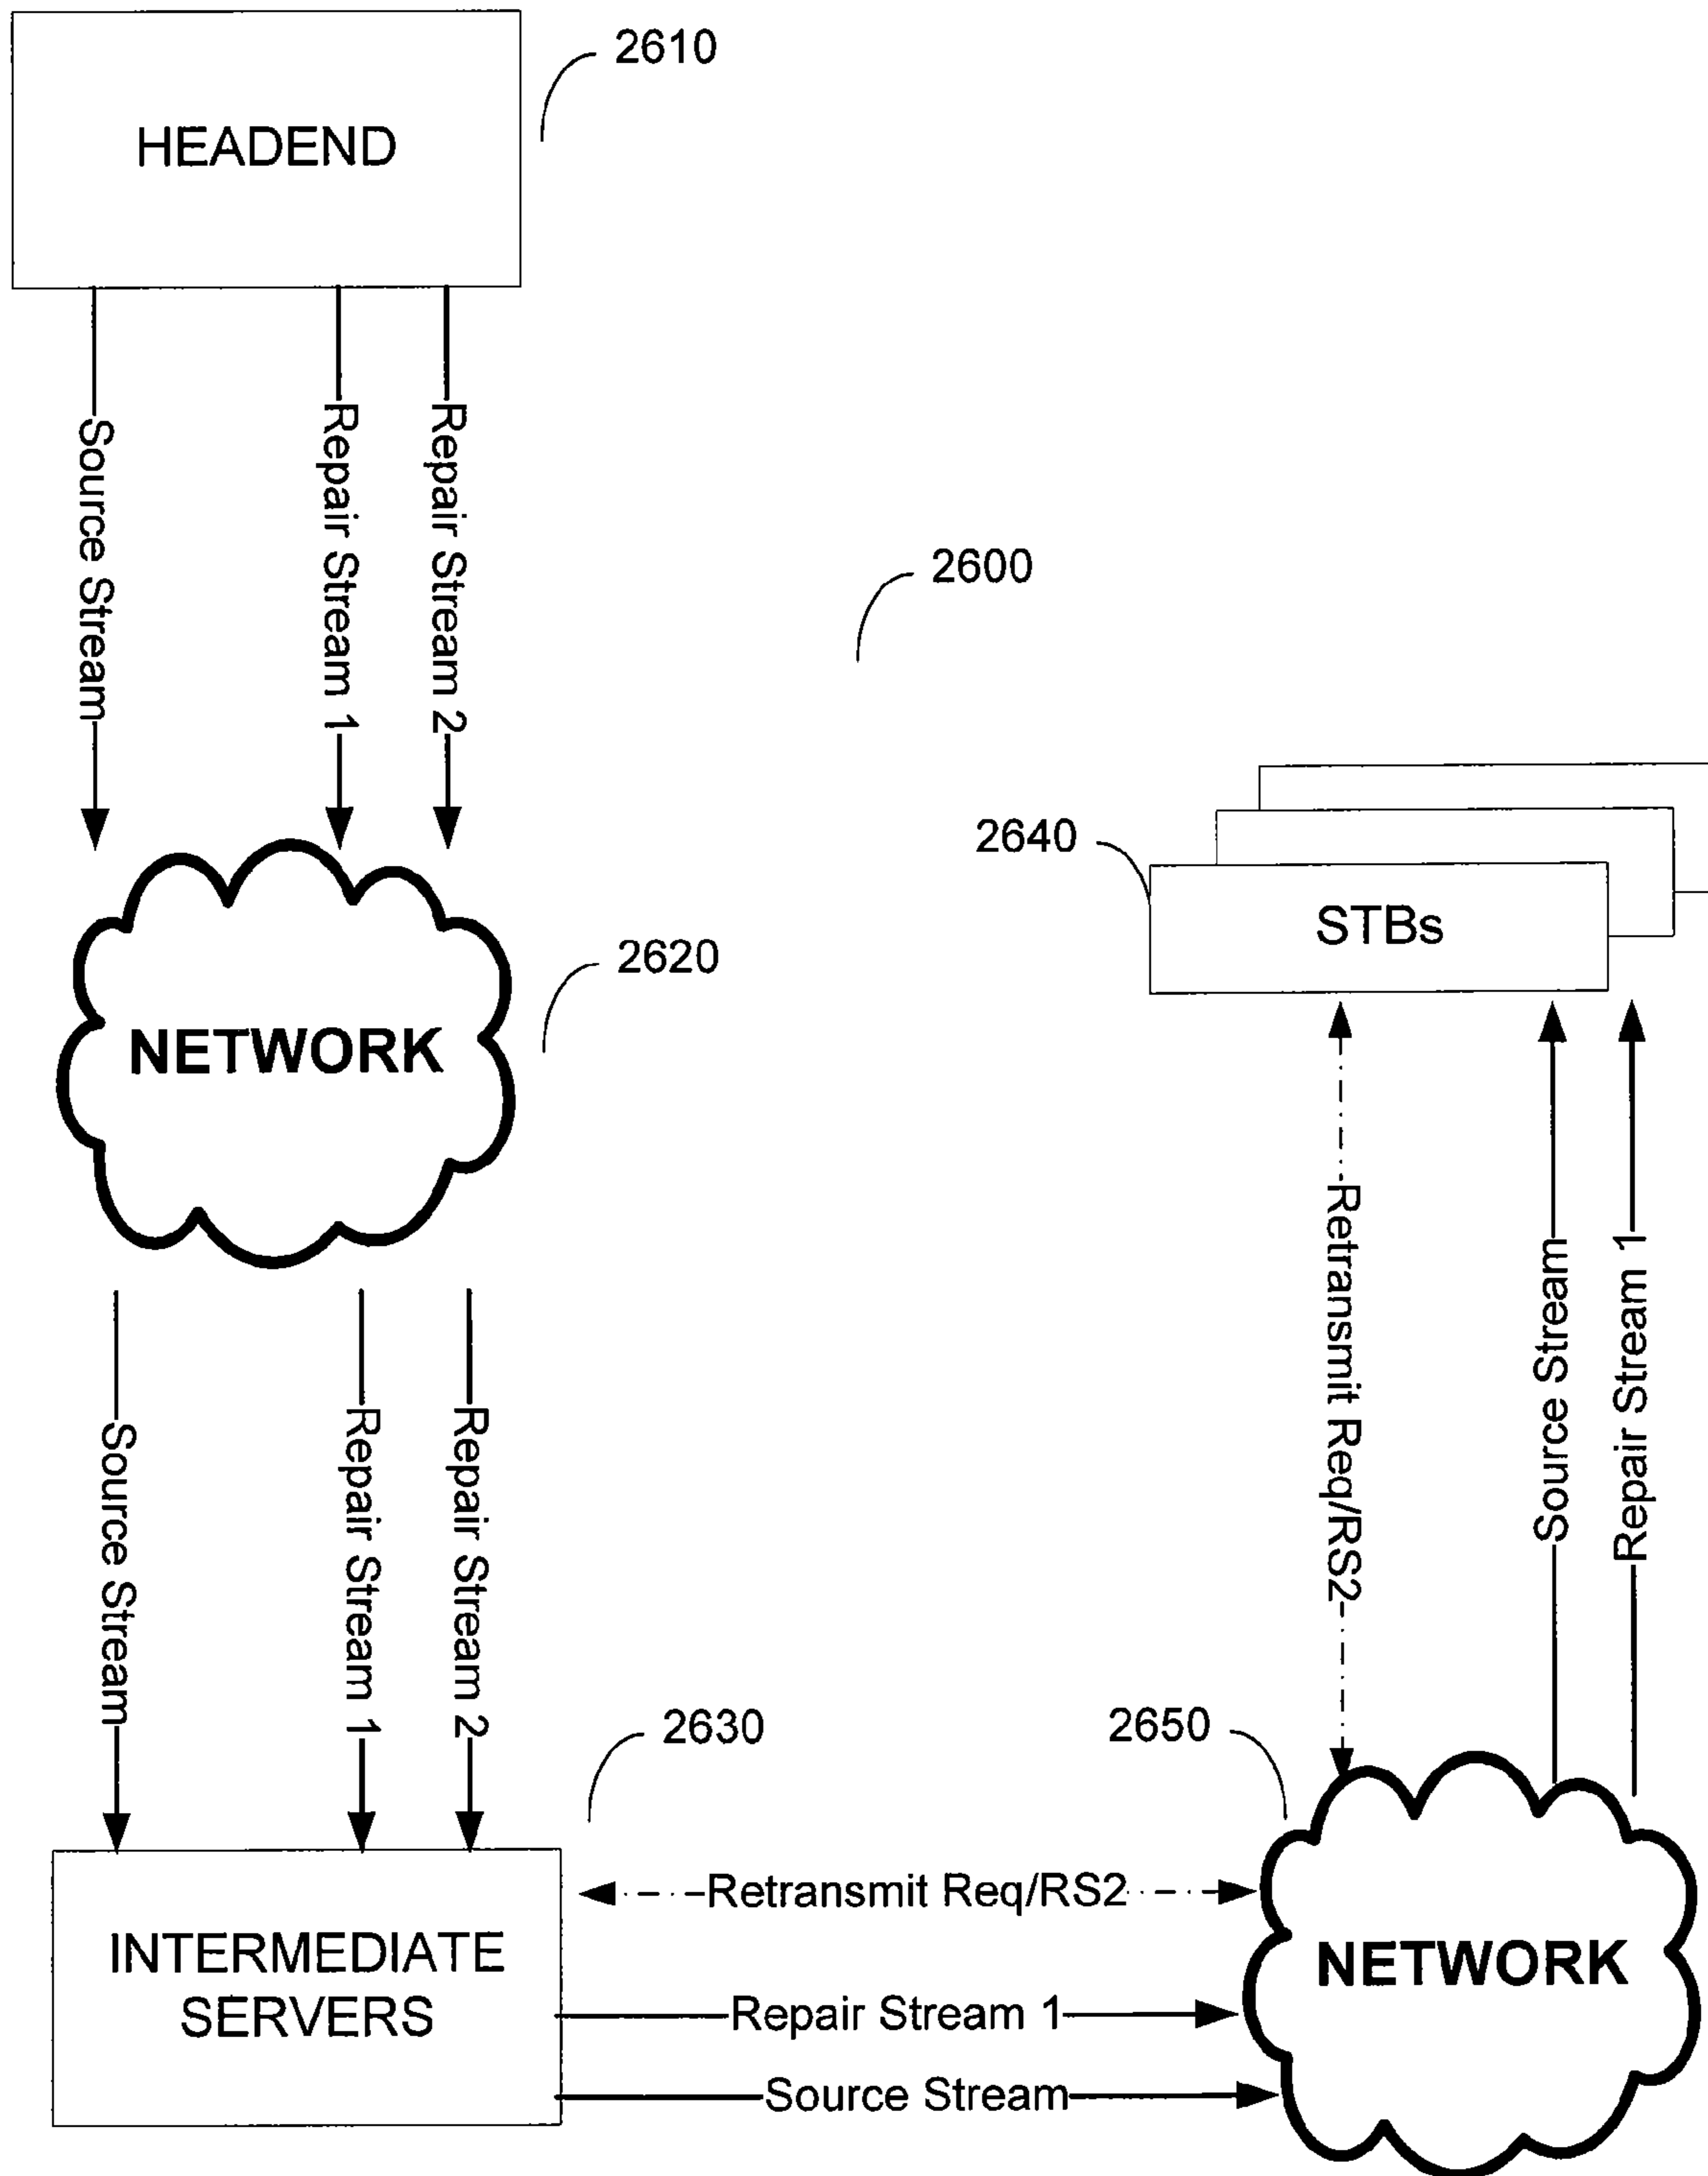 2610
HEADEND
Source Stream
Repair Stream 1
Repair Stream 2
2600
2640
STBs
2620
NETWORK
Retransmit Req/RS2
Source Stream
Repair Stream 1
Source Stream
Repair Stream 1
Repair Stream 2
2630
2650
Retransmit Req/RS2
INTERMEDIATE
SERVERS
NETWORK
Repair Stream 1
Source Stream